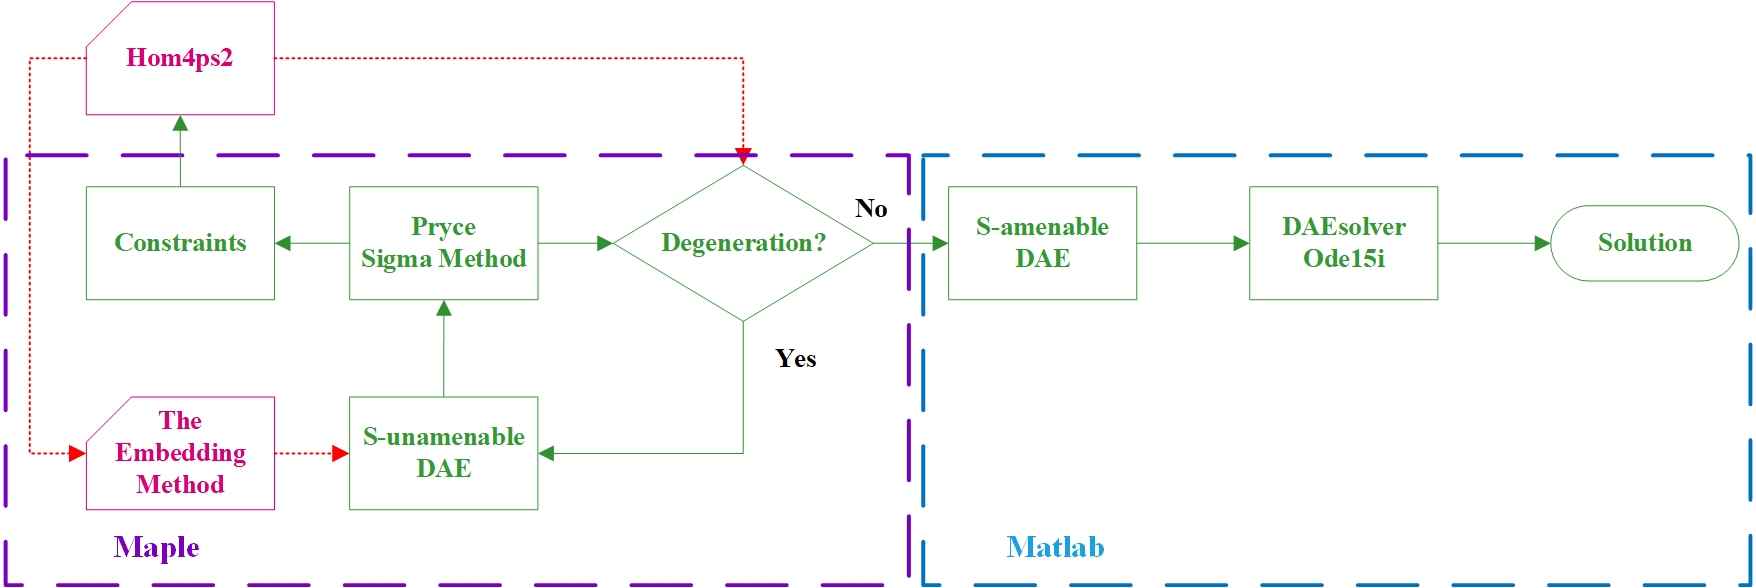 Hom4ps2
Constraints
Pryce
Sigma Method
Degeneration?
No
S-amenable
DAE
DAEsolver
Ode15i
Solution
Yes
The
Embedding
Method
S-unamenable
DAE
Maple
Matlab